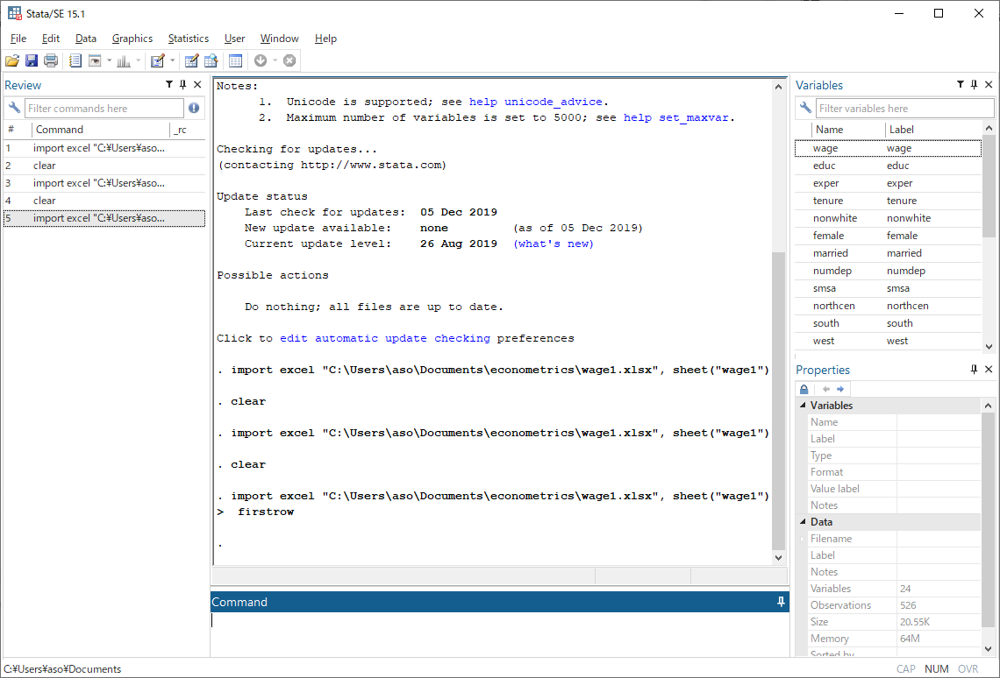 Stata/SE 15.1
File Edit Data Graphics Statistics User Window Help
Review
Filter commands here
# Command _rc
1 import excel "C:¥Users¥aso...
2 clear
3 import excel "C:¥Users¥aso...
4 clear
5 import excel "C:¥Users¥aso...
Notes:
1. Unicode is supported; see help unicode_advice.
2. Maximum number of variables is set to 5000; see help set_maxvar.
Checking for updates...
(contacting http://www.stata.com)
Update status
Last check for updates: 05 Dec 2019
New update available: none (as of 05 Dec 2019)
Current update level: 26 Aug 2019 (what's new)
Possible actions
Do nothing; all files are up to date.
Click to edit automatic update checking preferences
. import excel "C:\Users\aso\Documents\econometrics\wage1.xlsx", sheet("wage1")
. clear
. import excel "C:\Users\aso\Documents\econometrics\wage1.xlsx", sheet("wage1")
. clear
. import excel "C:\Users\aso\Documents\econometrics\wage1.xlsx", sheet("wage1")
> firstrow
.
Command
Variables
Filter variables here
Name Label
wage wage
educ educ
exper exper
tenure tenure
nonwhite nonwhite
female female
married married
numdep numdep
smsa smsa
northcen northcen
south south
west west
Properties
Variables
Name
Label
Type
Format
Value label
Notes
Data
Filename
Label
Notes
Variables 24
Observations 526
Size 20.55K
Memory 64M
Sorted by
C:¥Users¥aso¥Documents
CAP NUM OVR